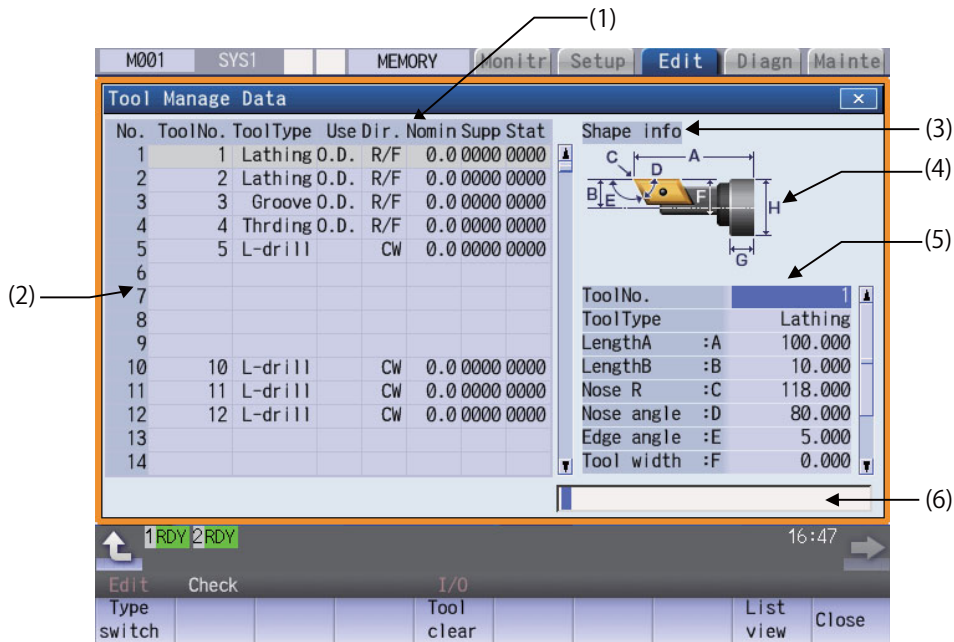 (1)
M001 SYS1 MEMORY Monitr Setup Edit Diagn Mainte
Tool Manage Data ×
No. ToolNo. ToolType Use Dir. Nomin Supp Stat
1 1 Lathing O.D. R/F 0.0 0000 0000
2 2 Lathing O.D. R/F 0.0 0000 0000
3 3 Groove O.D. R/F 0.0 0000 0000
4 4 Thrding O.D. R/F 0.0 0000 0000
5 5 L-drill CW 0.0 0000 0000
6
7
8
9
10 10 L-drill CW 0.0 0000 0000
11 11 L-drill CW 0.0 0000 0000
12 12 L-drill CW 0.0 0000 0000
13
14
(2)
Shape info
(3)
C A
D
B E F H
G
(4)
(5)
ToolNo. 1
ToolType Lathing
LengthA :A 100.000
LengthB :B 10.000
Nose R :C 118.000
Nose angle :D 80.000
Edge angle :E 5.000
Tool width :F 0.000
(6)
1 RDY 2 RDY 16:47
Edit Check I/O
Type switch Tool clear List view Close